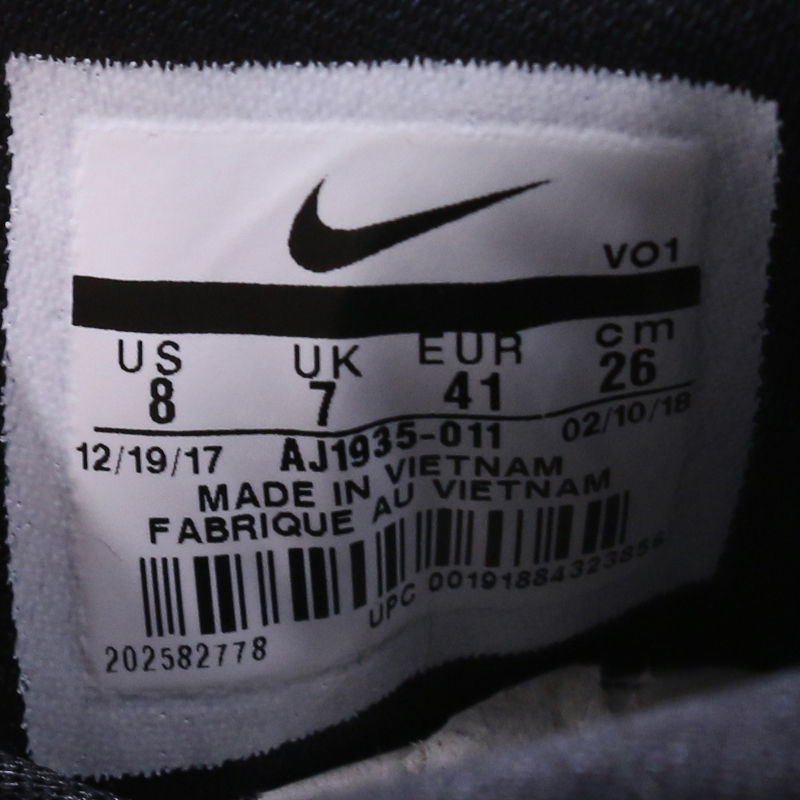 VO1
US UK EUR cm
8 7 41 26
12/19/17 AJ1935-011 02/10/18
MADE IN VIETNAM
FABRIQUE AU VIETNAM
UPC 00191884323856
202582778